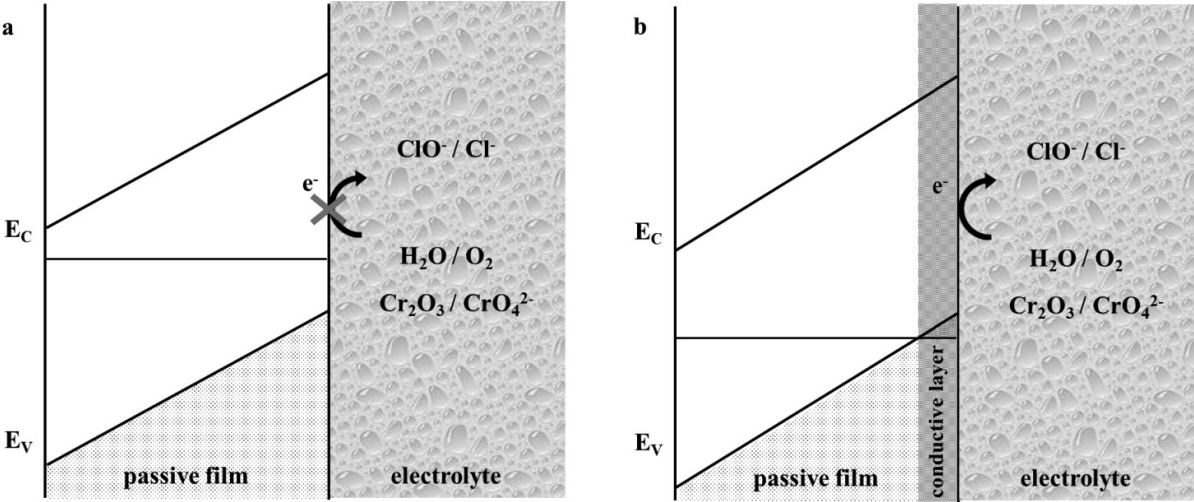 a
ClO⁻ / Cl⁻
e⁻
E_C
H₂O / O₂
Cr₂O₃ / CrO₄²⁻
E_V
passive film
electrolyte
b
ClO⁻ / Cl⁻
e⁻
E_C
H₂O / O₂
Cr₂O₃ / CrO₄²⁻
conductive layer
E_V
passive film
electrolyte